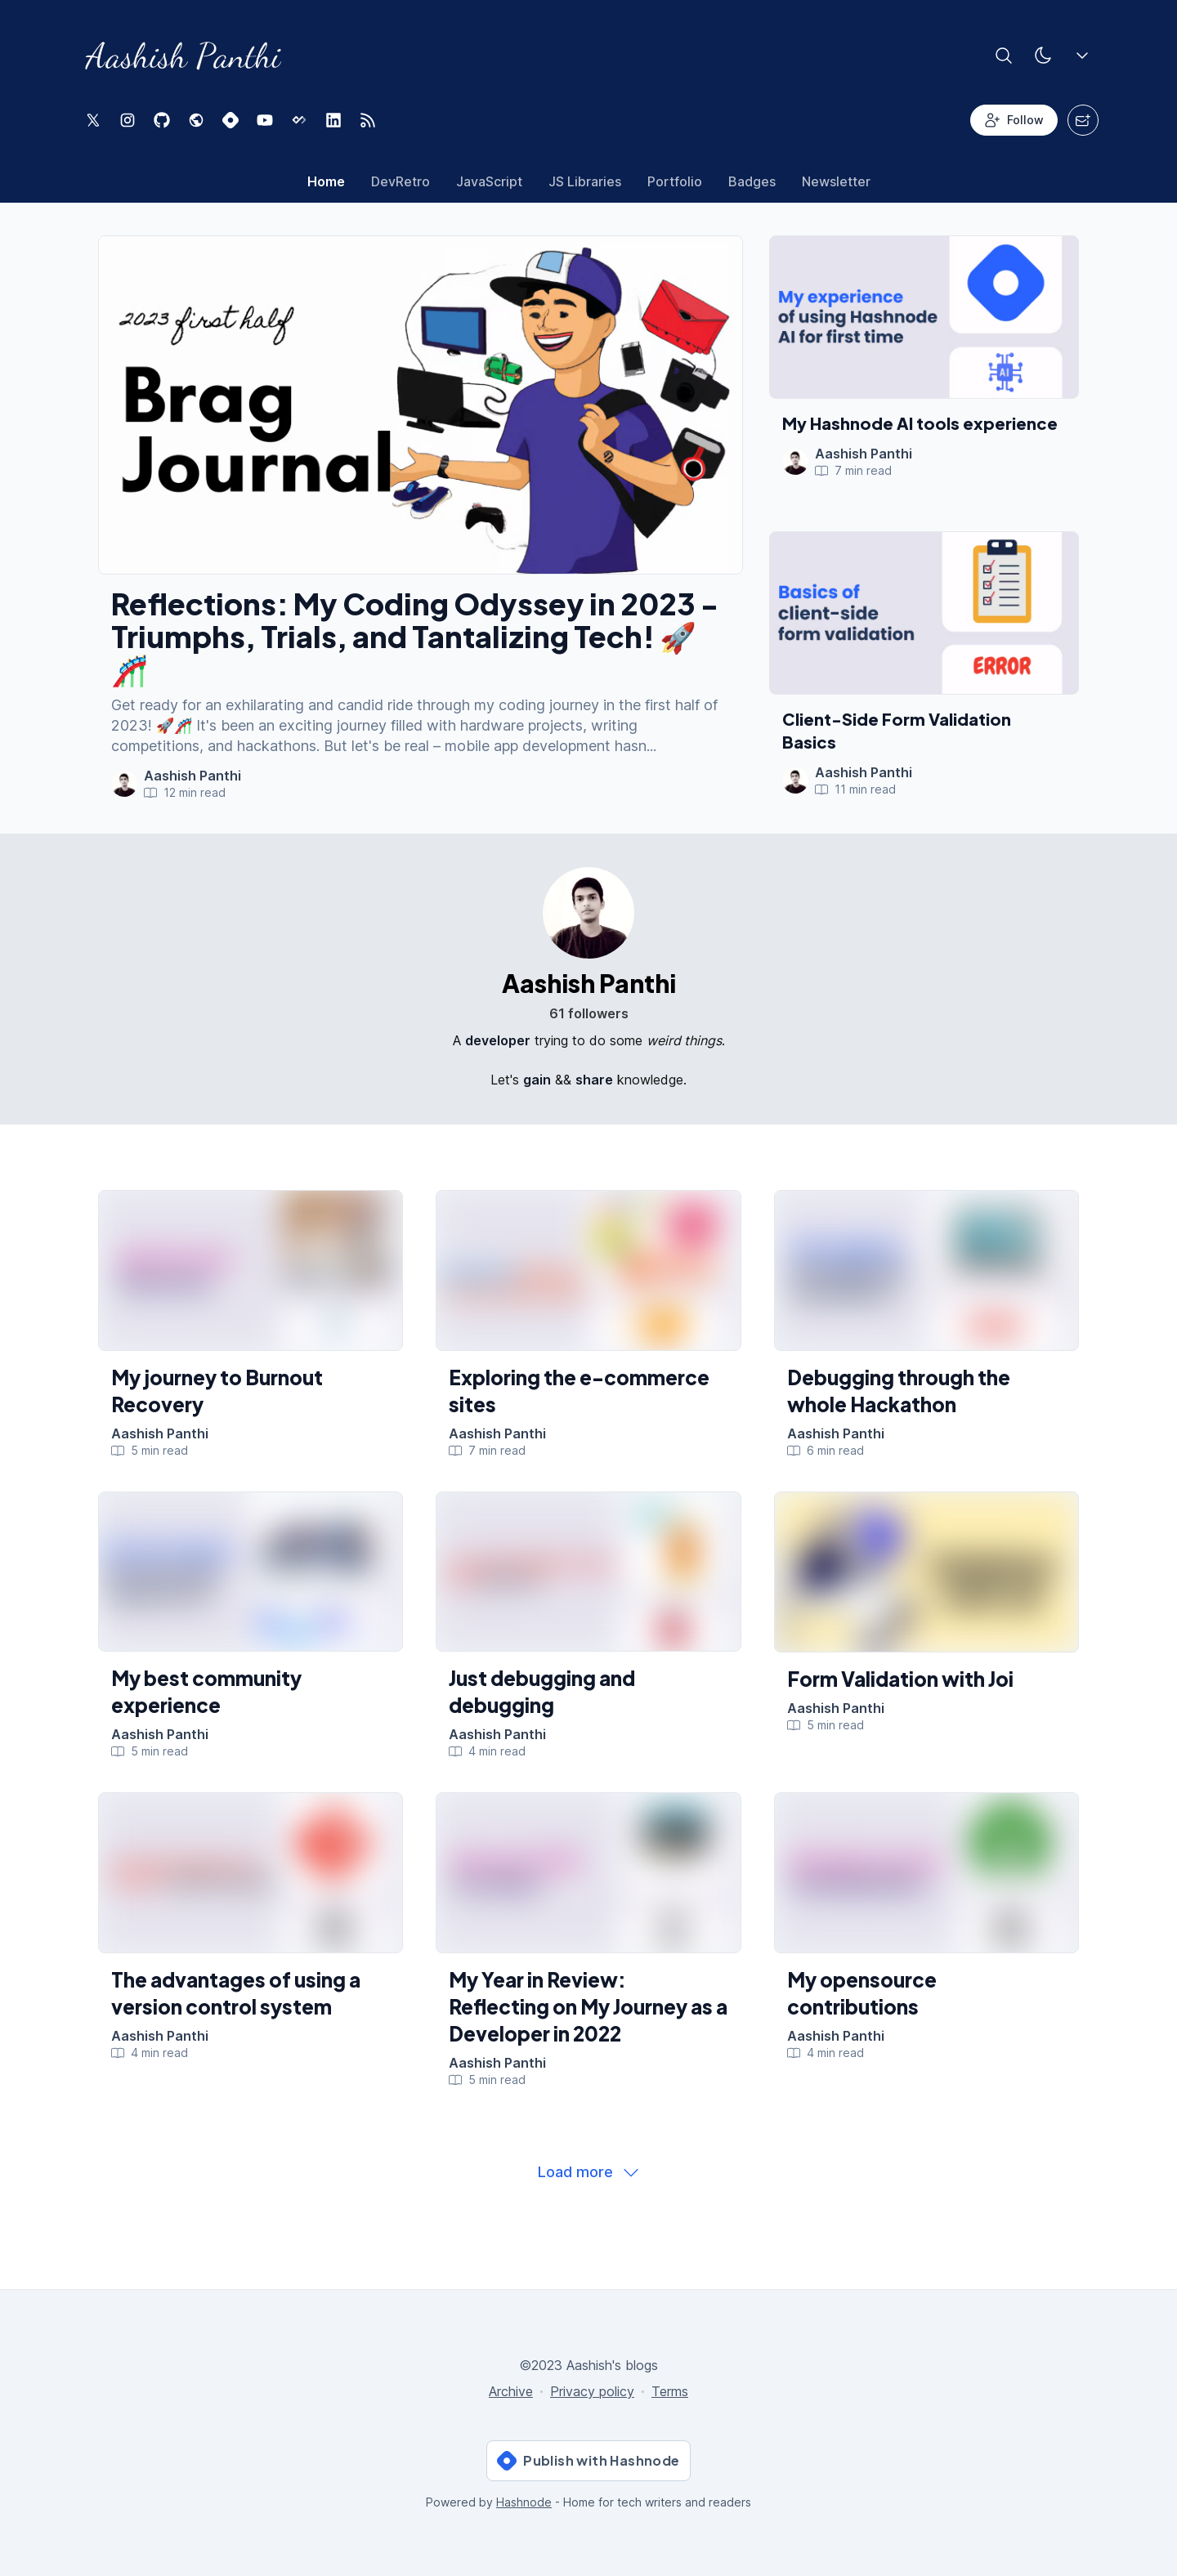 Aashish Panthi
Follow
Home
DevRetro
JavaScript
JS Libraries
Portfolio
Badges
Newsletter
2023 first half
Brag
Journal
Reflections: My Coding Odyssey in 2023 -
Triumphs, Trials, and Tantalizing Tech! 🚀
🎢
Get ready for an exhilarating and candid ride through my coding journey in the first half of
2023! 🚀🎢 It's been an exciting journey filled with hardware projects, writing
competitions, and hackathons. But let's be real – mobile app development hasn...
Aashish Panthi
12 min read
My experience
of using Hashnode
AI for first time
AI
My Hashnode AI tools experience
Aashish Panthi
7 min read
Basics of
client-side
form validation
ERROR
Client-Side Form Validation
Basics
Aashish Panthi
11 min read
Aashish Panthi
61 followers
A developer trying to do some weird things.
Let's gain && share knowledge.
My journey to Burnout
Recovery
Aashish Panthi
5 min read
Exploring the e-commerce
sites
Aashish Panthi
7 min read
Debugging through the
whole Hackathon
Aashish Panthi
6 min read
My best community
experience
Aashish Panthi
5 min read
Just debugging and
debugging
Aashish Panthi
4 min read
Form Validation with Joi
Aashish Panthi
5 min read
The advantages of using a
version control system
Aashish Panthi
4 min read
My Year in Review:
Reflecting on My Journey as a
Developer in 2022
Aashish Panthi
5 min read
My opensource
contributions
Aashish Panthi
4 min read
Load more
©2023 Aashish's blogs
Archive · Privacy policy · Terms
Publish with Hashnode
Powered by Hashnode - Home for tech writers and readers